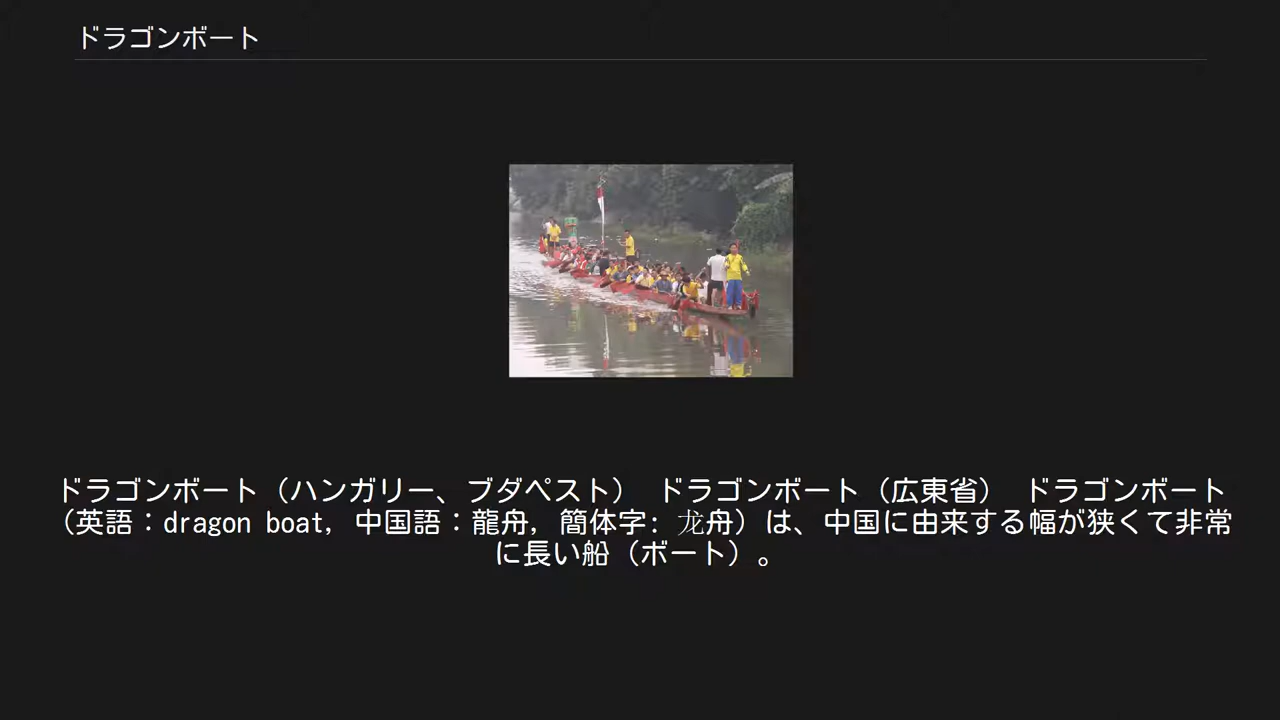 ドラゴンボート
ドラゴンボート（ハンガリー、ブダペスト） ドラゴンボート（広東省） ドラゴンボート
（英語：dragon boat, 中国語：龍舟, 簡体字: 龙舟）は、中国に由来する幅が狭くて非常
に長い船（ボート）。